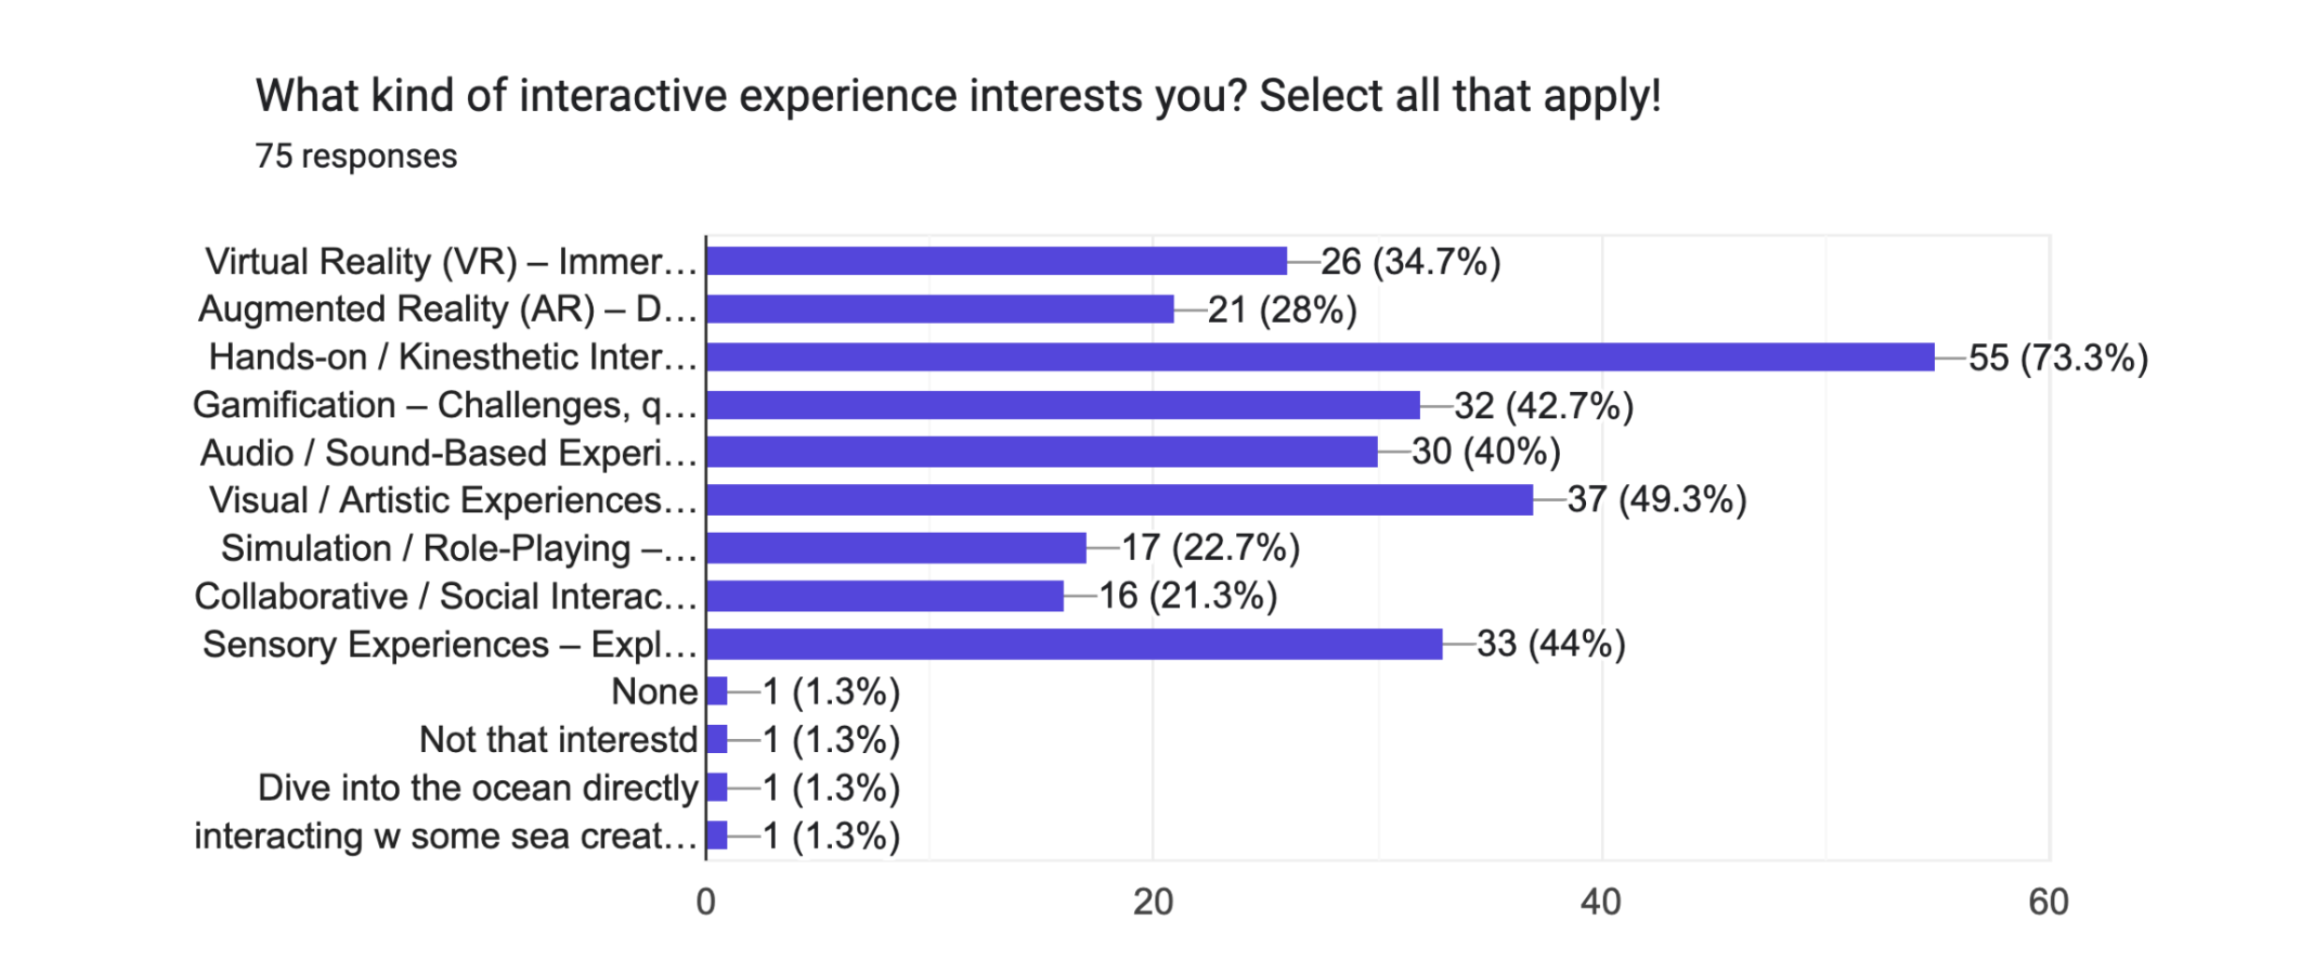 What kind of interactive experience interests you? Select all that apply!
75 responses
Virtual Reality (VR) – Immer… 26 (34.7%)
Augmented Reality (AR) – D… 21 (28%)
Hands-on / Kinesthetic Inter… 55 (73.3%)
Gamification – Challenges, q… 32 (42.7%)
Audio / Sound-Based Experi… 30 (40%)
Visual / Artistic Experiences… 37 (49.3%)
Simulation / Role-Playing –… 17 (22.7%)
Collaborative / Social Interac… 16 (21.3%)
Sensory Experiences – Expl… 33 (44%)
None 1 (1.3%)
Not that interestd 1 (1.3%)
Dive into the ocean directly 1 (1.3%)
interacting w some sea creat… 1 (1.3%)
0 20 40 60